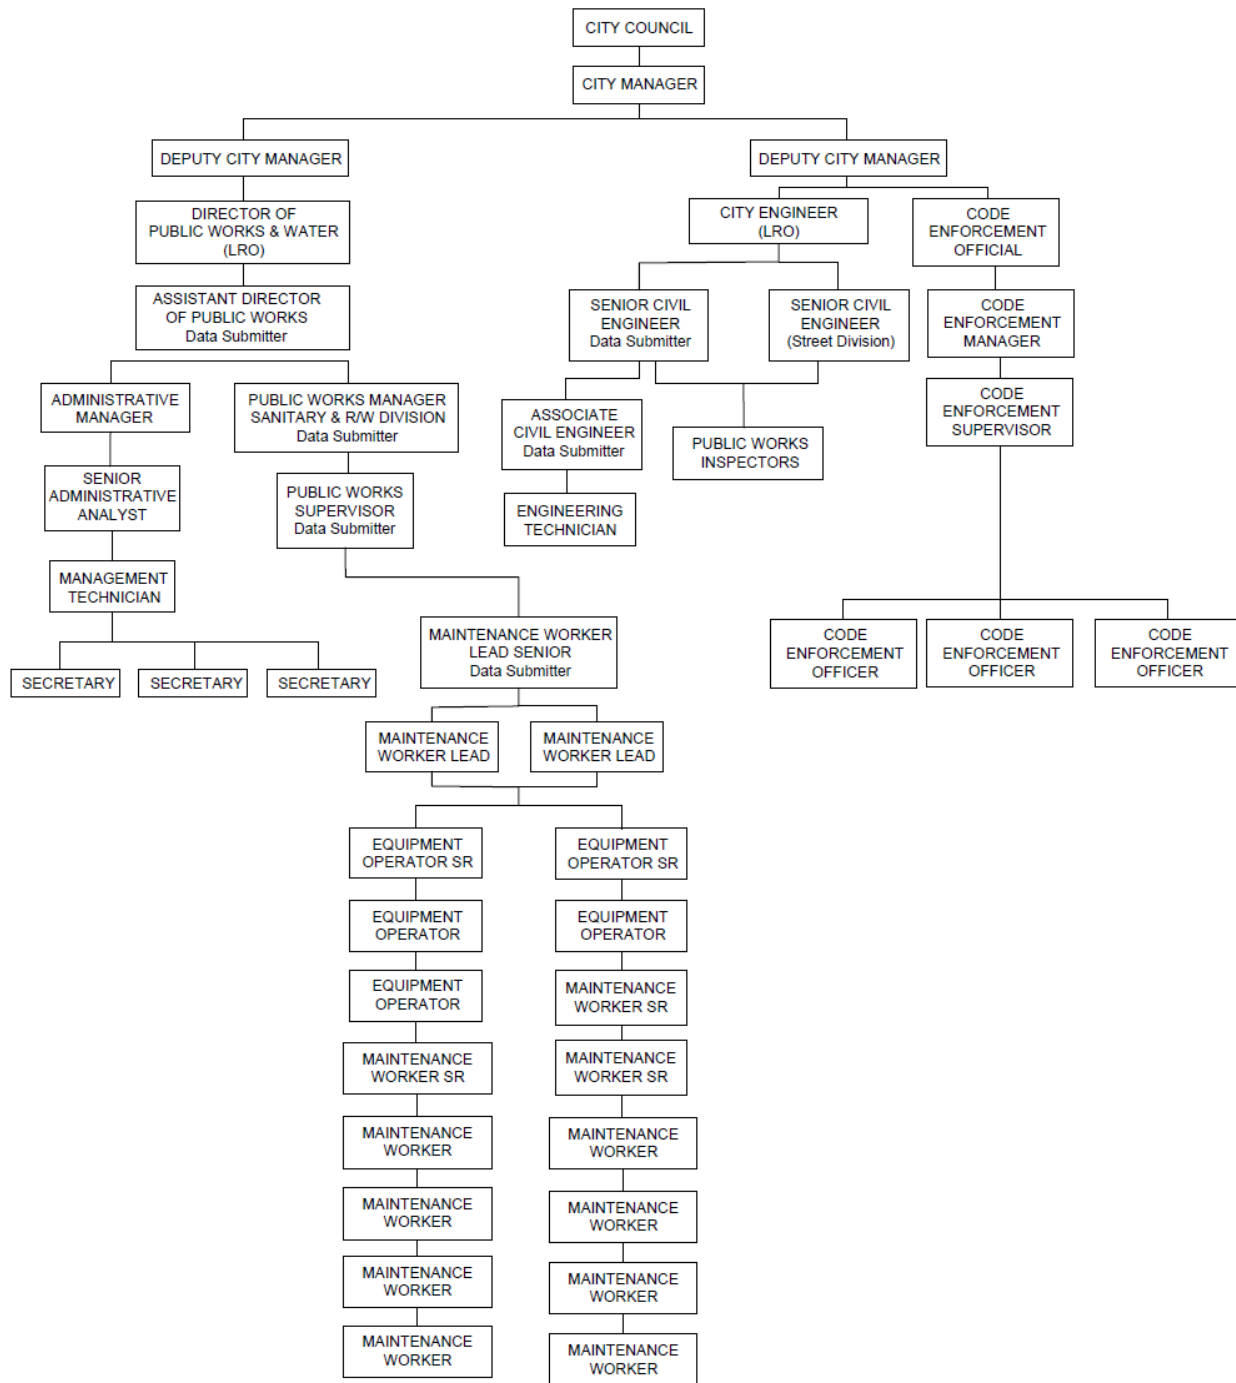 CITY COUNCIL
CITY MANAGER
DEPUTY CITY MANAGER
DEPUTY CITY MANAGER
DIRECTOR OF
PUBLIC WORKS & WATER
(LRO)
CITY ENGINEER
(LRO)
CODE
ENFORCEMENT
OFFICIAL
ASSISTANT DIRECTOR
OF PUBLIC WORKS
Data Submitter
SENIOR CIVIL
ENGINEER
Data Submitter
SENIOR CIVIL
ENGINEER
(Street Division)
CODE
ENFORCEMENT
MANAGER
ADMINISTRATIVE
MANAGER
PUBLIC WORKS MANAGER
SANITARY & R/W DIVISION
Data Submitter
ASSOCIATE
CIVIL ENGINEER
Data Submitter
PUBLIC WORKS
INSPECTORS
CODE
ENFORCEMENT
SUPERVISOR
SENIOR
ADMINISTRATIVE
ANALYST
PUBLIC WORKS
SUPERVISOR
Data Submitter
ENGINEERING
TECHNICIAN
MANAGEMENT
TECHNICIAN
MAINTENANCE WORKER
LEAD SENIOR
Data Submitter
CODE
ENFORCEMENT
OFFICER
CODE
ENFORCEMENT
OFFICER
CODE
ENFORCEMENT
OFFICER
SECRETARY
SECRETARY
SECRETARY
MAINTENANCE
WORKER LEAD
MAINTENANCE
WORKER LEAD
EQUIPMENT
OPERATOR SR
EQUIPMENT
OPERATOR SR
EQUIPMENT
OPERATOR
EQUIPMENT
OPERATOR
EQUIPMENT
OPERATOR
MAINTENANCE
WORKER SR
MAINTENANCE
WORKER SR
MAINTENANCE
WORKER SR
MAINTENANCE
WORKER
MAINTENANCE
WORKER
MAINTENANCE
WORKER
MAINTENANCE
WORKER
MAINTENANCE
WORKER
MAINTENANCE
WORKER
MAINTENANCE
WORKER
MAINTENANCE
WORKER